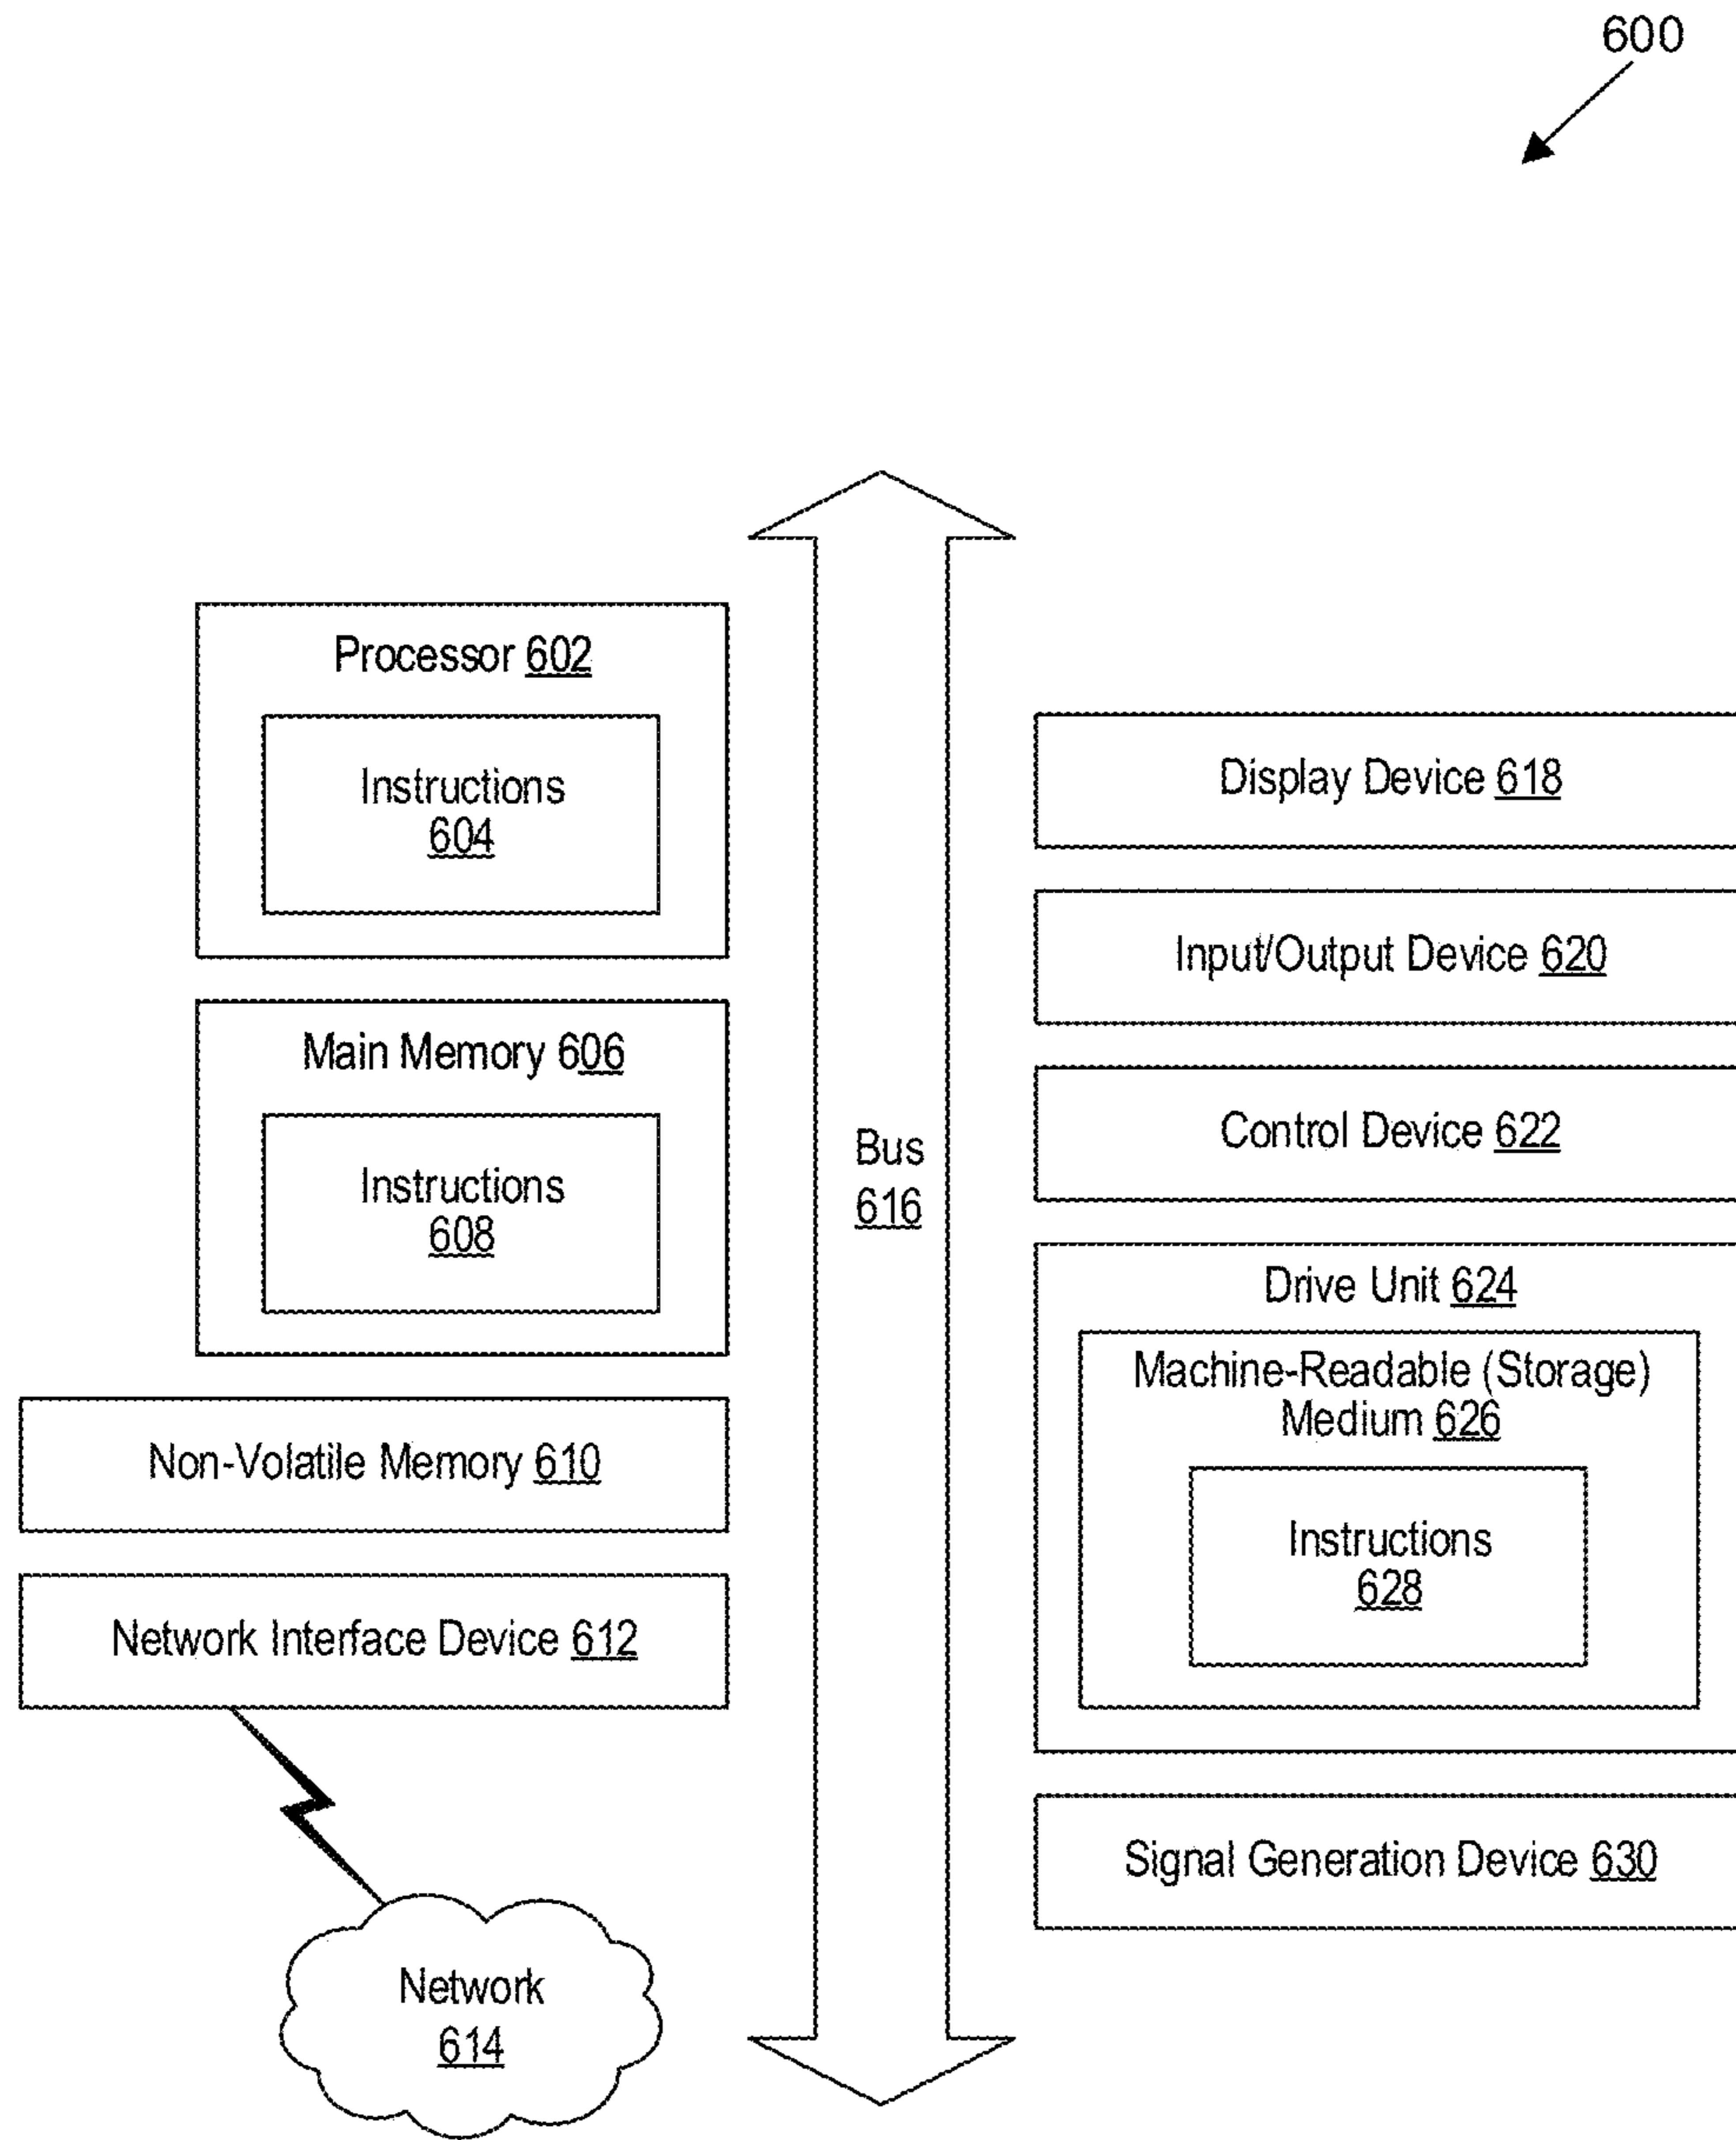 600
Processor 602
Instructions
604
Main Memory 606
Instructions
608
Non-Volatile Memory 610
Network Interface Device 612
Network
614
Bus
616
Display Device 618
Input/Output Device 620
Control Device 622
Drive Unit 624
Machine-Readable (Storage)
Medium 626
Instructions
628
Signal Generation Device 630